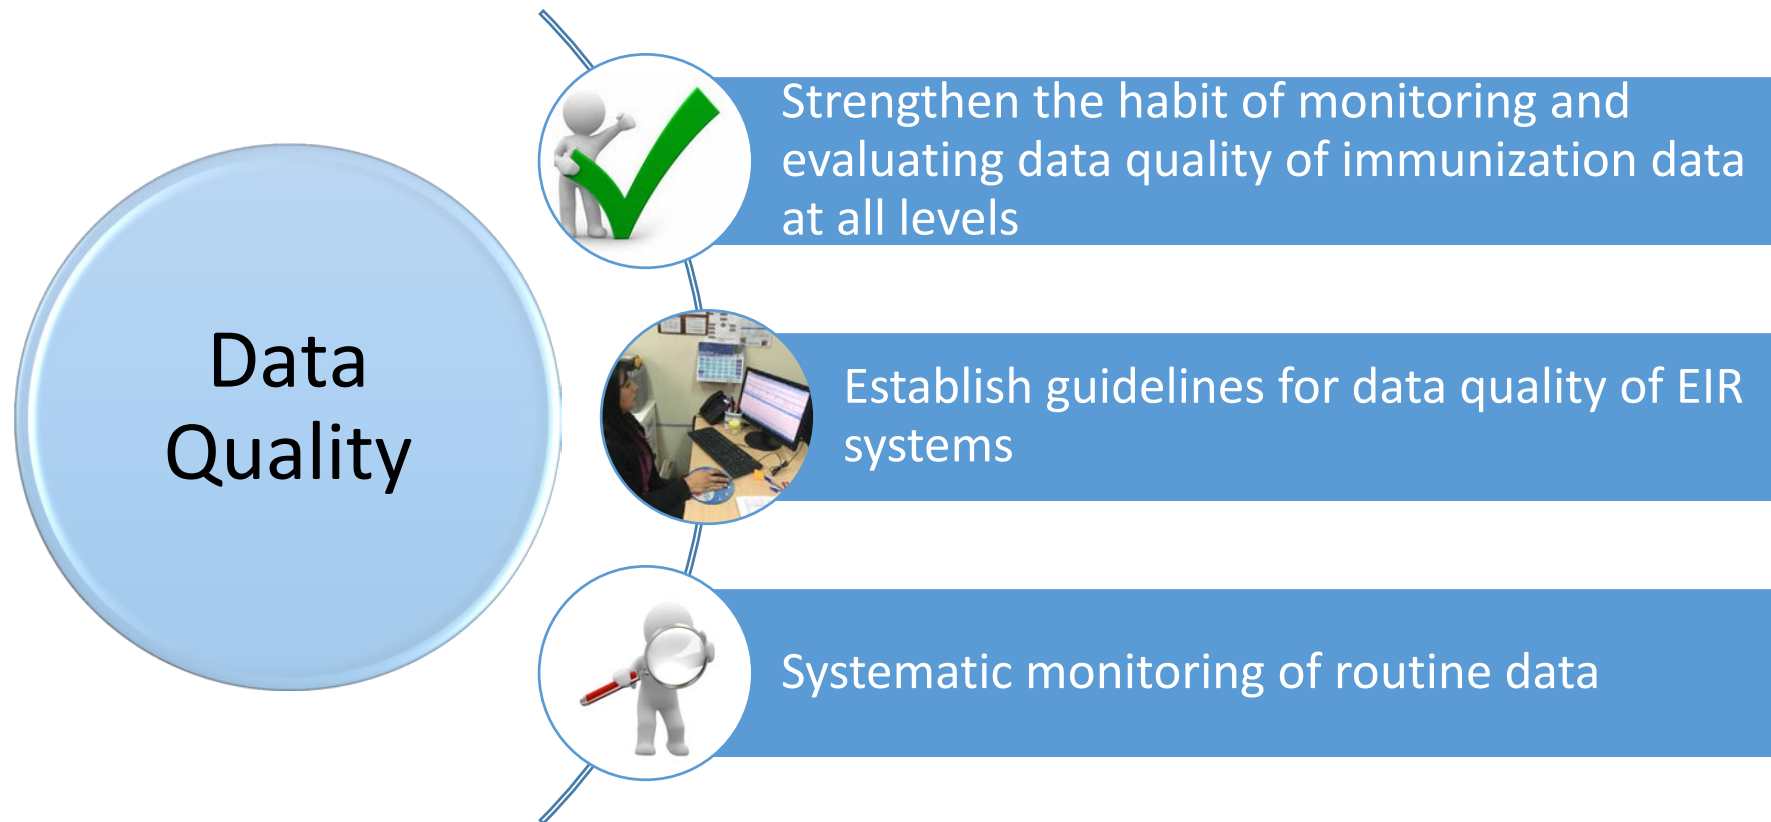 Data
Quality
Strengthen the habit of monitoring and
evaluating data quality of immunization data
at all levels
Establish guidelines for data quality of EIR
systems
Systematic monitoring of routine data